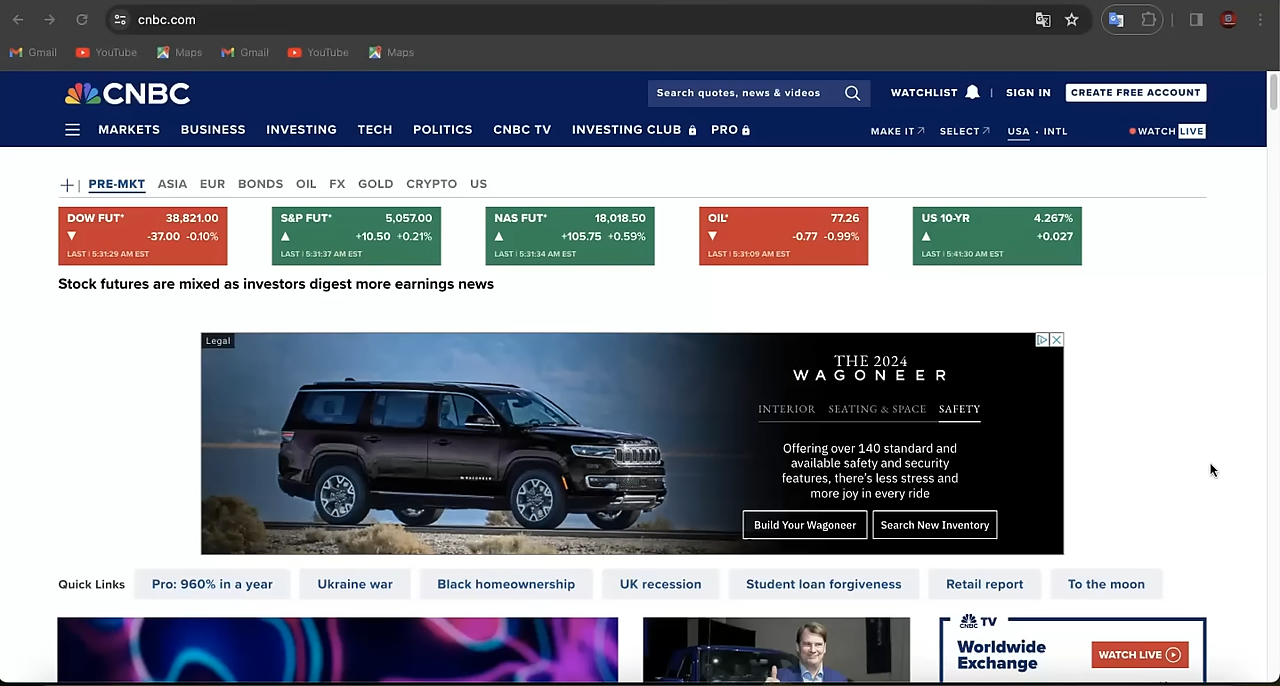 cnbc.com
Gmail YouTube Maps Gmail YouTube Maps
CNBC
Search quotes, news & videos
WATCHLIST | SIGN IN CREATE FREE ACCOUNT
MARKETS BUSINESS INVESTING TECH POLITICS CNBC TV INVESTING CLUB PRO
MAKE IT SELECT USA · INTL WATCH LIVE
PRE-MKT ASIA EUR BONDS OIL FX GOLD CRYPTO US
DOW FUT* 38,821.00
▼ -37.00 -0.10%
LAST | 5:31:29 AM EST
S&P FUT* 5,057.00
▲ +10.50 +0.21%
LAST | 5:31:37 AM EST
NAS FUT* 18,018.50
▲ +105.75 +0.59%
LAST | 5:31:34 AM EST
OIL* 77.26
▼ -0.77 -0.99%
LAST | 5:31:09 AM EST
US 10-YR 4.267%
▲ +0.027
LAST | 5:41:30 AM EST
Stock futures are mixed as investors digest more earnings news
Legal
THE 2024
WAGONEER
INTERIOR SEATING & SPACE SAFETY
Offering over 140 standard and
available safety and security
features, there's less stress and
more joy in every ride
Build Your Wagoneer Search New Inventory
Quick Links Pro: 960% in a year Ukraine war Black homeownership UK recession Student loan forgiveness Retail report To the moon
CNBC TV
Worldwide
Exchange
WATCH LIVE